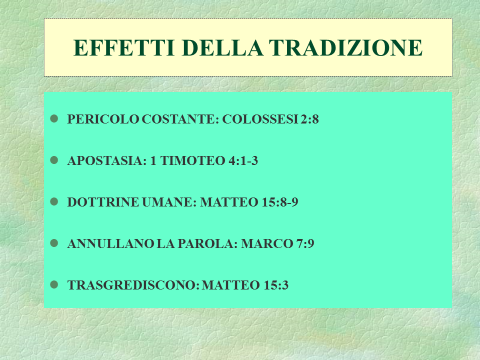 EFFETTI DELLA TRADIZIONE
PERICOLO COSTANTE: COLOSSESI 2:8
APOSTASIA: 1 TIMOTEO 4:1-3
DOTTRINE UMANE: MATTEO 15:8-9
ANNULLANO LA PAROLA: MARCO 7:9
TRASGREDISCONO: MATTEO 15:3